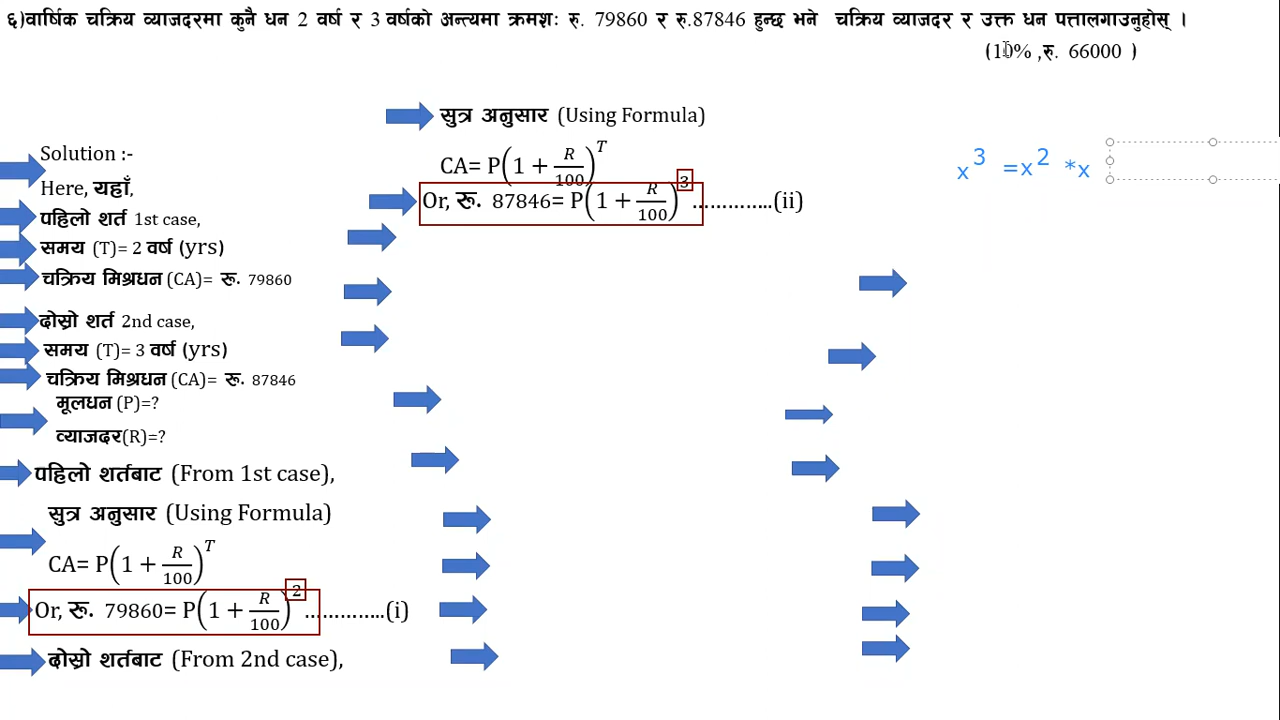 ६)वार्षिक चक्रिय व्याजदरमा कुनै धन 2 वर्ष र 3 वर्षको अन्त्यमा क्रमशः रु. 79860 र रु.87846 हुन्छ भने चक्रिय व्याजदर र उक्त धन पत्तालगाउनुहोस् ।
(10% ,रु. 66000 )
Solution :-
Here, यहाँ,
पहिलो शर्त 1st case,
समय (T)= 2 वर्ष (yrs)
चक्रिय मिश्रधन (CA)= रू. 79860
दोस्रो शर्त 2nd case,
समय (T)= 3 वर्ष (yrs)
चक्रिय मिश्रधन (CA)= रू. 87846
मूलधन (P)=?
व्याजदर(R)=?
पहिलो शर्तबाट (From 1st case),
सुत्र अनुसार (Using Formula)
CA= P(1 + R/100)^T
Or, रू. 79860= P(1 + R/100)^2 …………..(i)
दोस्रो शर्तबाट (From 2nd case),
सुत्र अनुसार (Using Formula)
CA= P(1 + R/100)^T
Or, रू. 87846= P(1 + R/100)^3 …………..(ii)
x^3 =x^2 *x